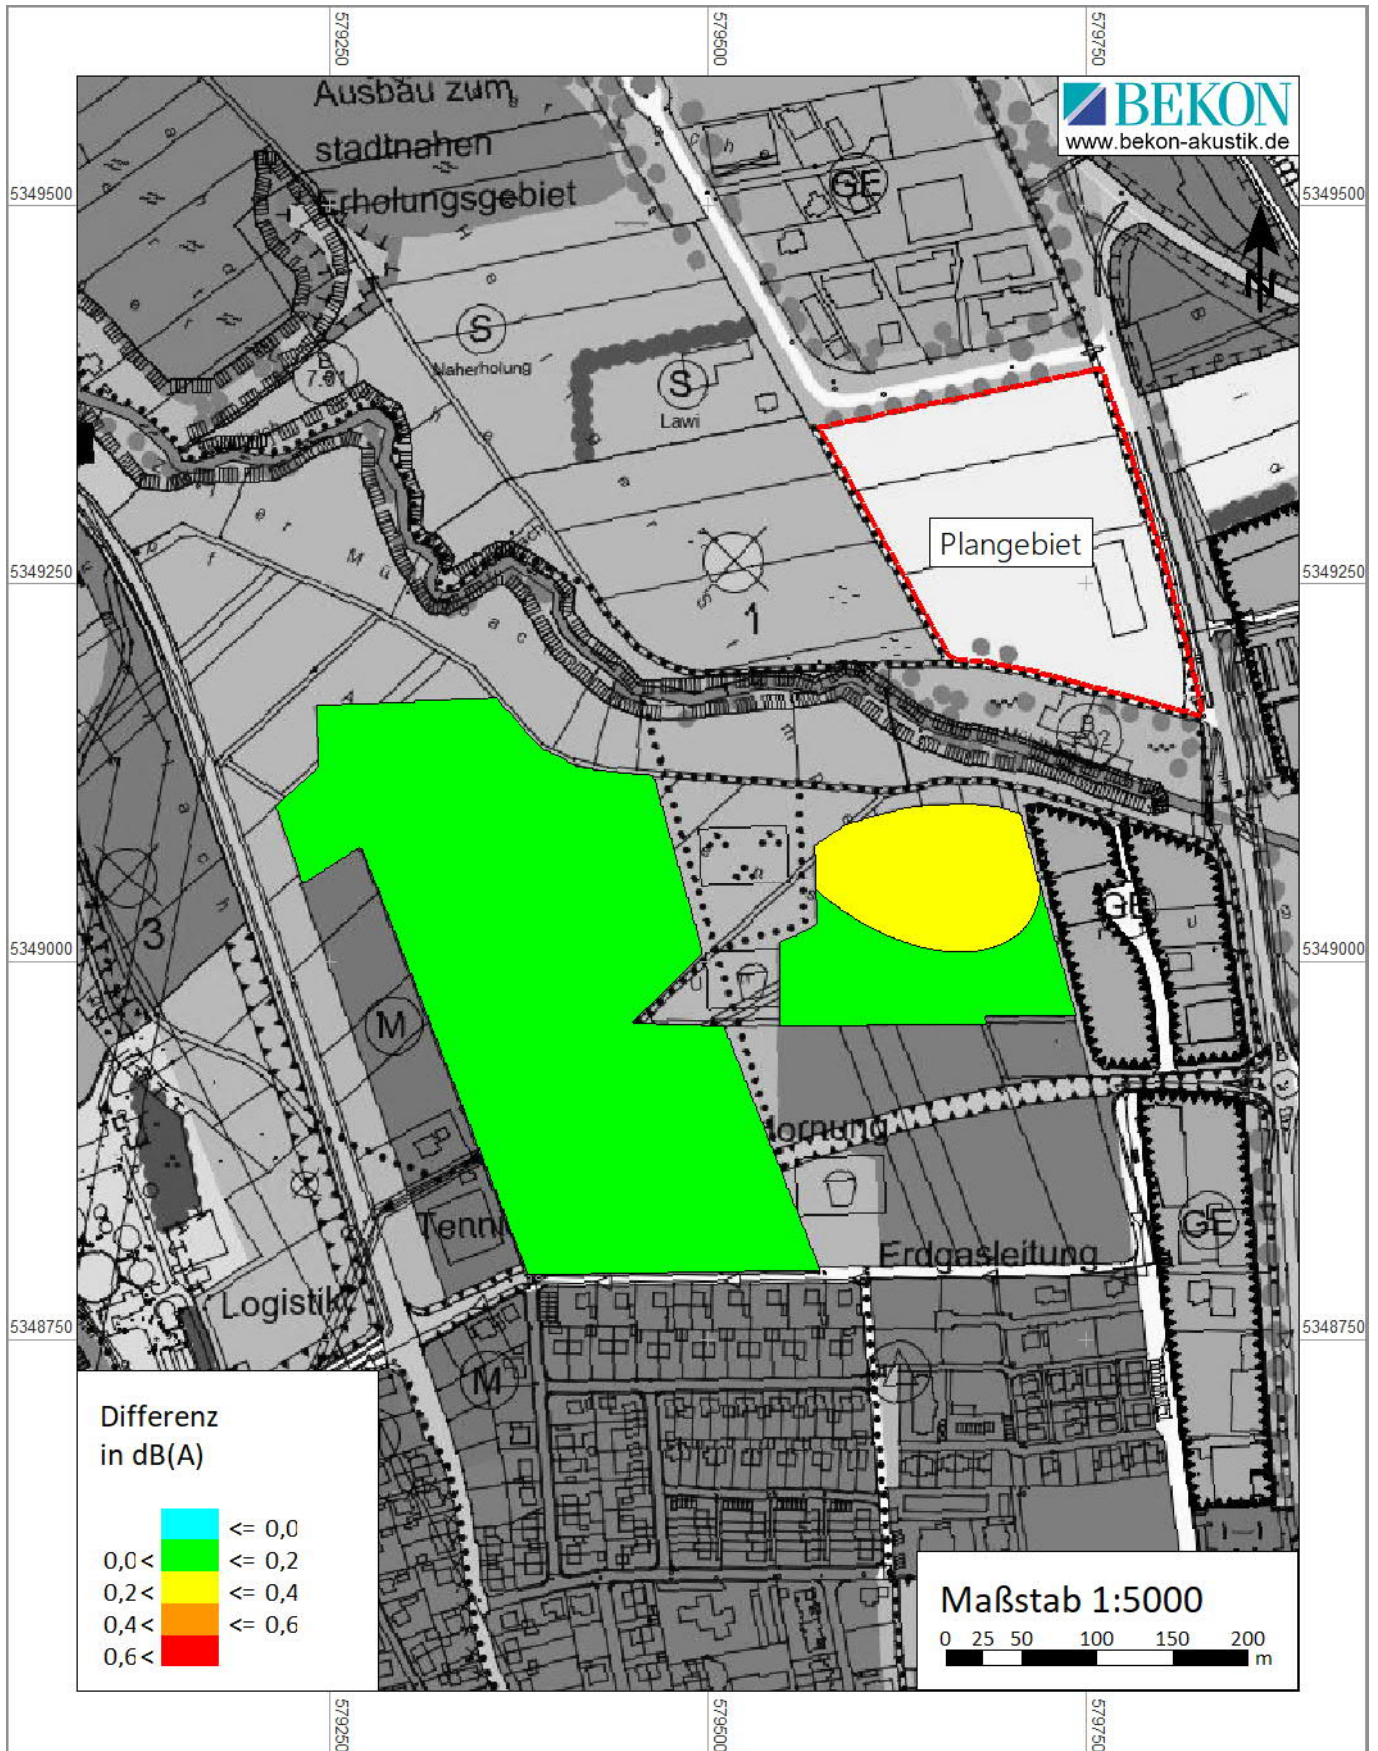 579250
579500
579750
BEKON
www.bekon-akustik.de
Ausbau zum
stadtnahen
Erholungsgebiet
GE
5349500
5349500
N
S
Naherholung
S
Lawi
7.01
Plangebiet
5349250
5349250
1
3
GE
5349000
5349000
M
Hornung
Tenni
GE
Erdgasleitung
Logistik
5348750
5348750
M
Differenz
in dB(A)
<= 0,0
0,0 < <= 0,2
0,2 < <= 0,4
0,4 < <= 0,6
0,6 <
Maßstab 1:5000
0 25 50 100 150 200
m
579250
579500
579750